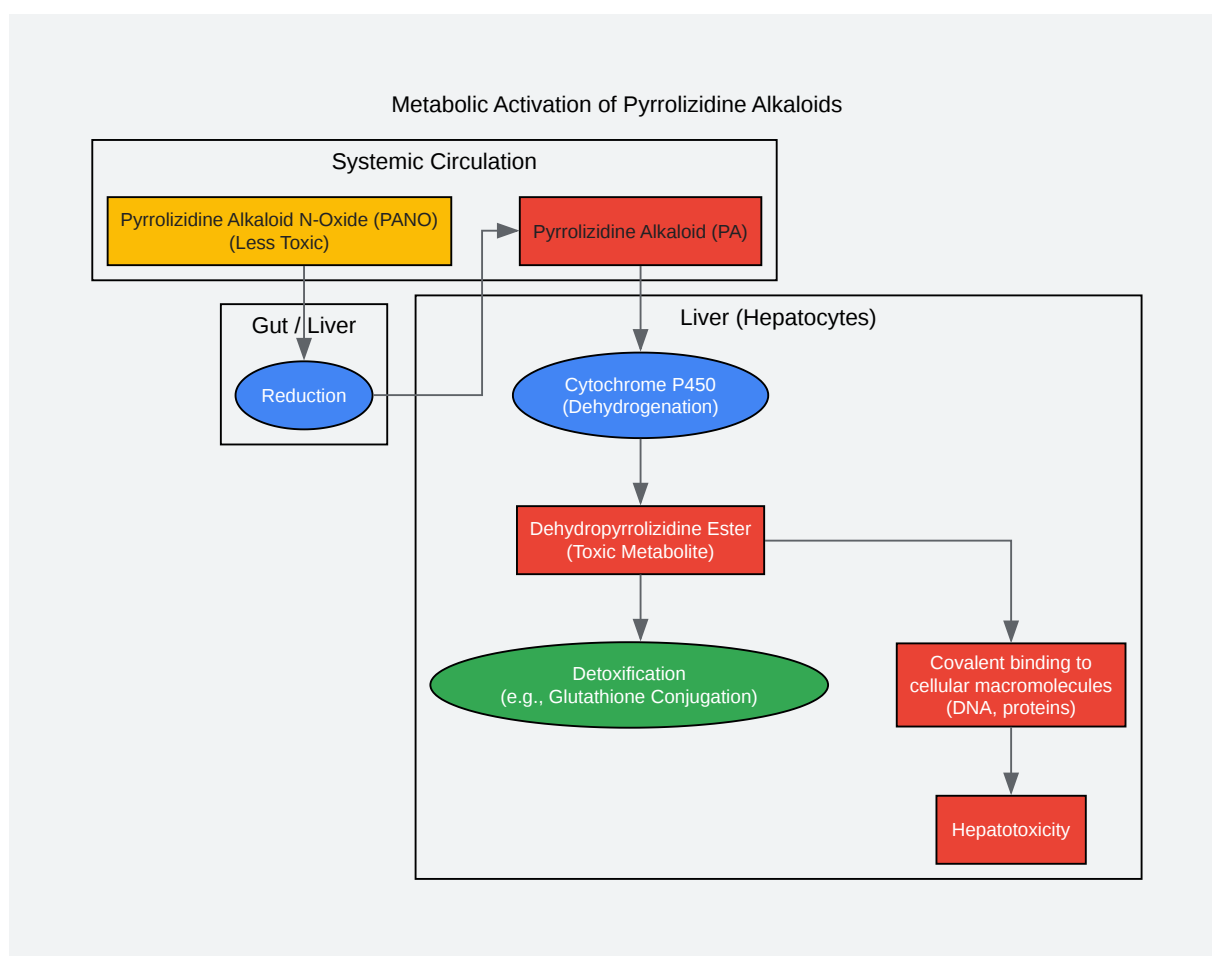 Metabolic Activation of Pyrrolizidine Alkaloids
Systemic Circulation
Pyrrolizidine Alkaloid N-Oxide (PANO)
(Less Toxic)
Pyrrolizidine Alkaloid (PA)
Gut / Liver
Reduction
Liver (Hepatocytes)
Cytochrome P450
(Dehydrogenation)
Dehydropyrrolizidine Ester
(Toxic Metabolite)
Detoxification
(e.g., Glutathione Conjugation)
Covalent binding to
cellular macromolecules
(DNA, proteins)
Hepatotoxicity